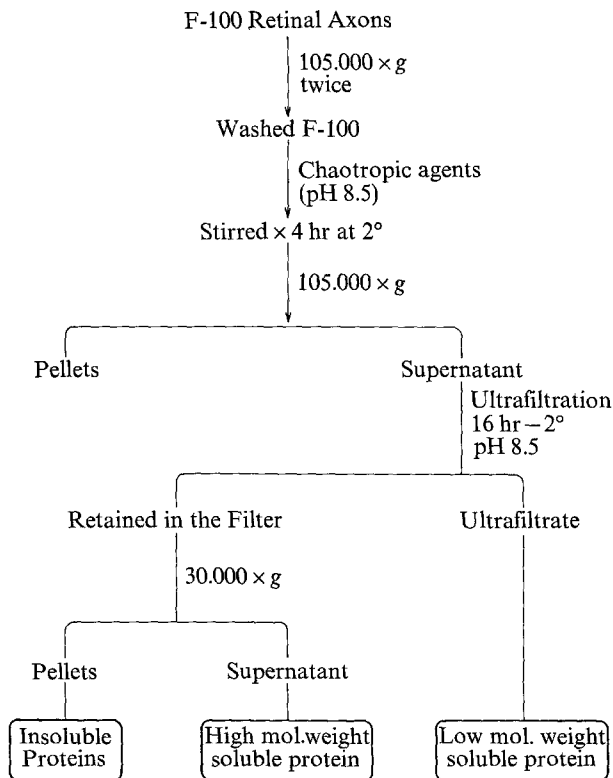 F-100 Retinal Axons
105.000 × g
twice
Washed F-100
Chaotropic agents
(pH 8.5)
Stirred × 4 hr at 2°
105.000 × g
Pellets
Supernatant
Ultrafiltration
16 hr – 2°
pH 8.5
Retained in the Filter
Ultrafiltrate
30.000 × g
Pellets
Supernatant
Insoluble
Proteins
High mol.weight
soluble protein
Low mol. weight
soluble protein